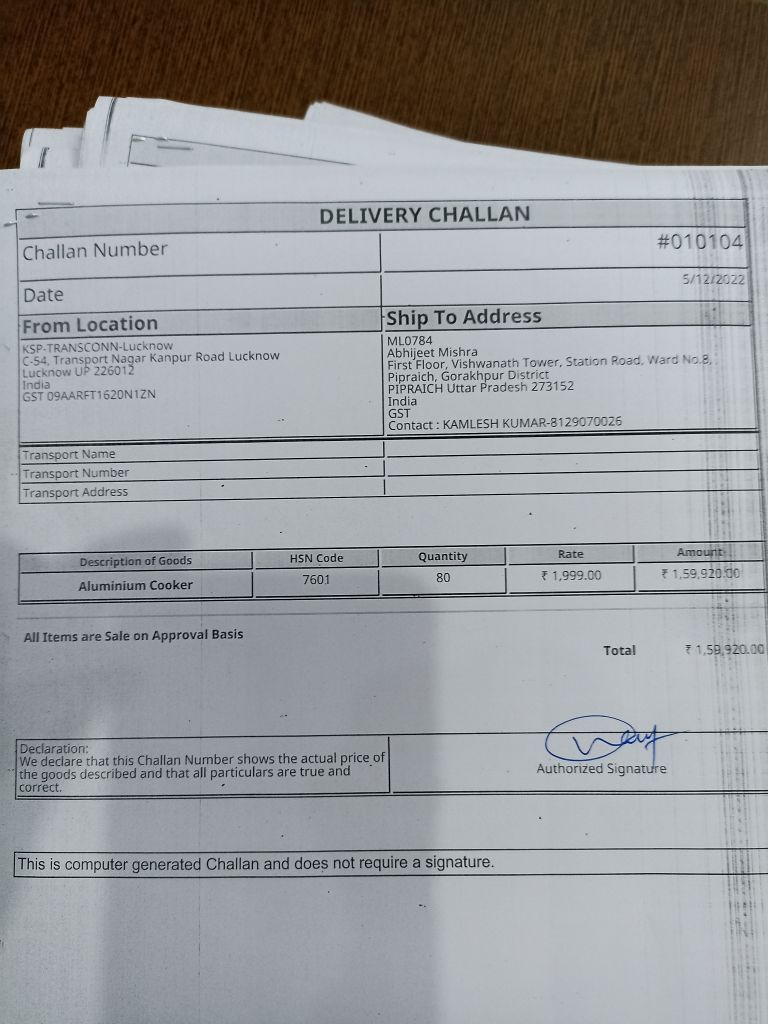 DELIVERY CHALLAN
Challan Number #010104
Date 5/12/2022
From Location
KSP-TRANSCONN-Lucknow
C-54, Transport Nagar Kanpur Road Lucknow
Lucknow UP 226012
India
GST 09AARFT1620N1ZN
Ship To Address
ML0784
Abhijeet Mishra
First Floor, Vishwanath Tower, Station Road, Ward No.8,
Pipraich, Gorakhpur District
PIPRAICH Uttar Pradesh 273152
India
GST
Contact : KAMLESH KUMAR-8129070026
Transport Name
Transport Number
Transport Address
Description of Goods HSN Code Quantity Rate Amount
Aluminium Cooker 7601 80 ₹ 1,999.00 ₹ 1,59,920.00
All Items are Sale on Approval Basis
Total ₹ 1,59,920.00
Declaration:
We declare that this Challan Number shows the actual price of
the goods described and that all particulars are true and
correct.
Authorized Signature
This is computer generated Challan and does not require a signature.